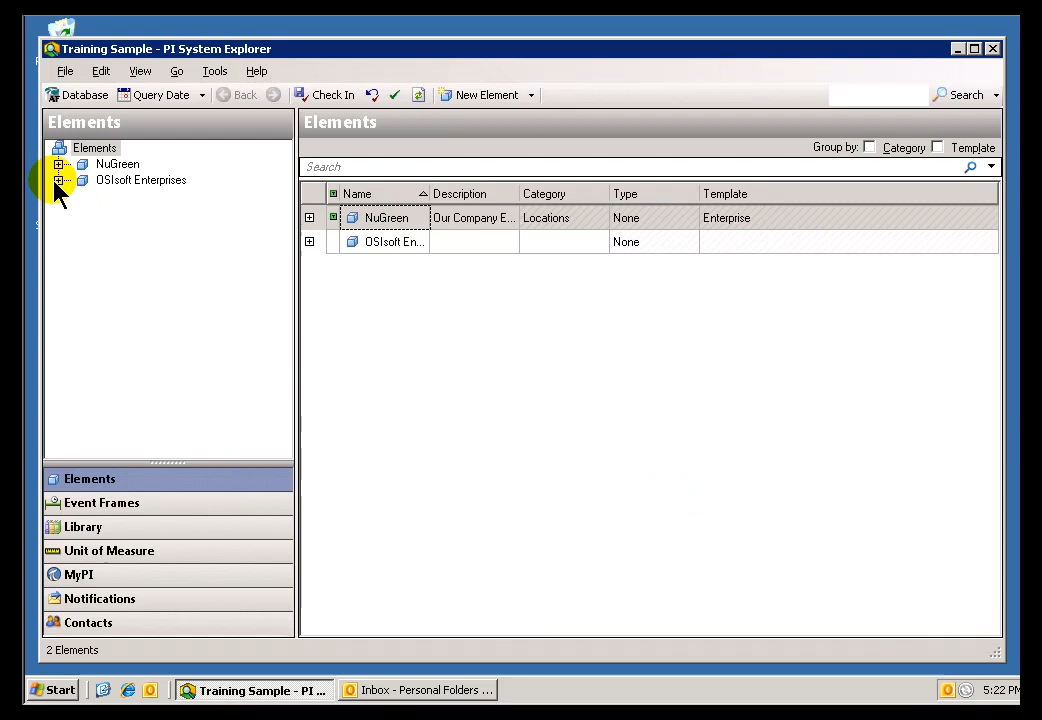 Training Sample - PI System Explorer
File Edit View Go Tools Help
Database Query Date Back Check In New Element Search
Elements
Elements
NuGreen
OSIsoft Enterprises
Elements
Event Frames
Library
Unit of Measure
MyPI
Notifications
Contacts
Elements
Group by: Category Template
Search
Name Description Category Type Template
NuGreen Our Company E... Locations None Enterprise
OSIsoft En... None
2 Elements
Start Training Sample - PI ... Inbox - Personal Folders ... 5:22 PM